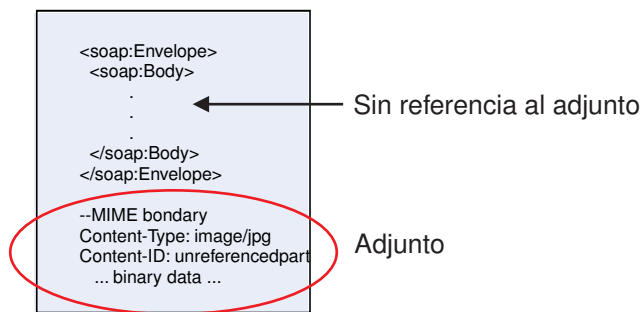 <soap:Envelope>
<soap:Body>
.
.
.
</soap:Body>
</soap:Envelope>
Sin referencia al adjunto
--MIME bondary
Content-Type: image/jpg
Content-ID: unreferencedpart
... binary data ...
Adjunto